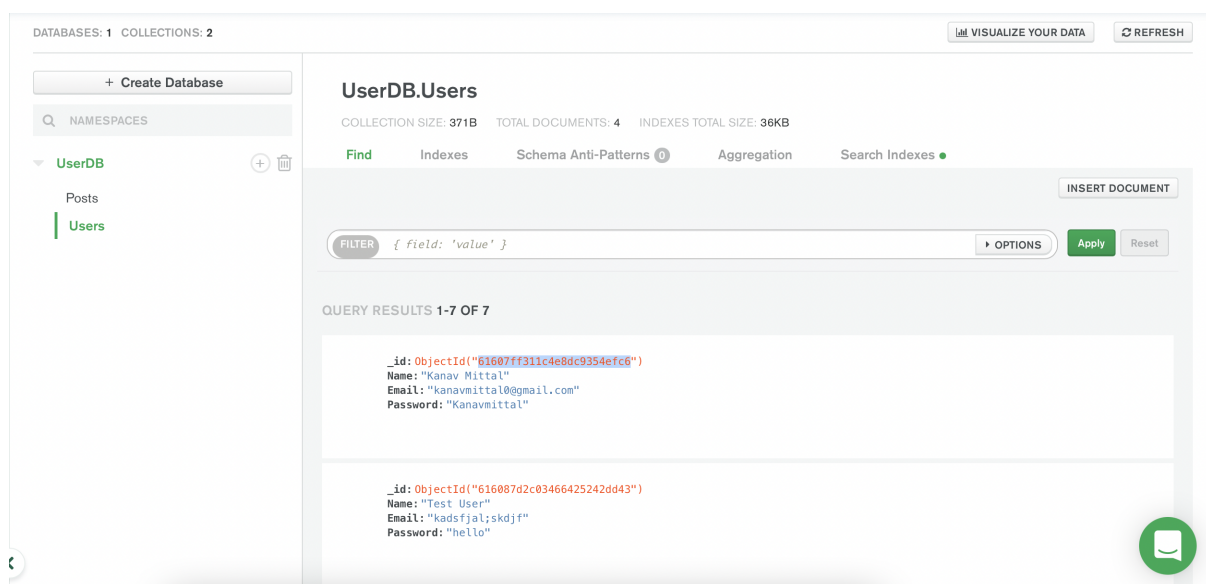 DATABASES: 1 COLLECTIONS: 2
VISUALIZE YOUR DATA
REFRESH
+ Create Database
NAMESPACES
UserDB
Posts
Users
UserDB.Users
COLLECTION SIZE: 371B TOTAL DOCUMENTS: 4 INDEXES TOTAL SIZE: 36KB
Find Indexes Schema Anti-Patterns 0 Aggregation Search Indexes
INSERT DOCUMENT
FILTER { field: 'value' } OPTIONS Apply Reset
QUERY RESULTS 1-7 OF 7
_id: ObjectId("61607ff311c4e8dc9354efc6")
Name: "Kanav Mittal"
Email: "kanavmittal0@gmail.com"
Password: "Kanavmittal"
_id: ObjectId("616087d2c03466425242dd43")
Name: "Test User"
Email: "kadsfjal;skdjf"
Password: "hello"